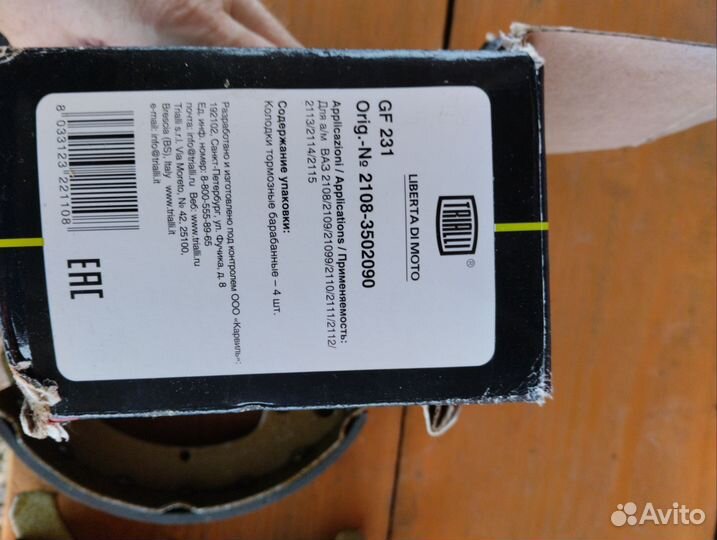 TRIALLI®
LIBERTA DI MOTO
GF 231
Orig.-№ 2108-3502090
Applicazioni / Applications / Применяемость:
Для а/м ВАЗ 2108/2109/21099/2110/2111/2112/
2113/2114/2115
Содержание упаковки:
Колодки тормозные барабанные – 4 шт.
Разработано и изготовлено под контролем ООО «Карвиль»:
192102, Санкт-Петербург, ул. Фучика, д. 8
Ед. инф. номер: 8-800-555-89-65
почта: info@trialli.ru Веб: www.trialli.ru
Trialli s.r.l. Via Moreto, № 42, 25100,
Brescia (BS), Italy www.trialli.it
e-mail: info@trialli.it
8 033123 221108
EAC
Avito